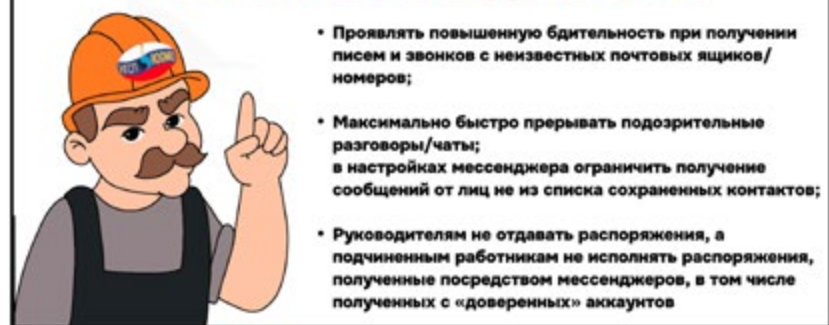 • Проявлять повышенную бдительность при получении
писем и звонков с неизвестных почтовых ящиков/
номеров;
• Максимально быстро прерывать подозрительные
разговоры/чаты;
в настройках мессенджера ограничить получение
сообщений от лиц не из списка сохраненных контактов;
• Руководителям не отдавать распоряжения, а
подчиненным работникам не исполнять распоряжения,
полученные посредством мессенджеров, в том числе
полученных с «доверенных» аккаунтов